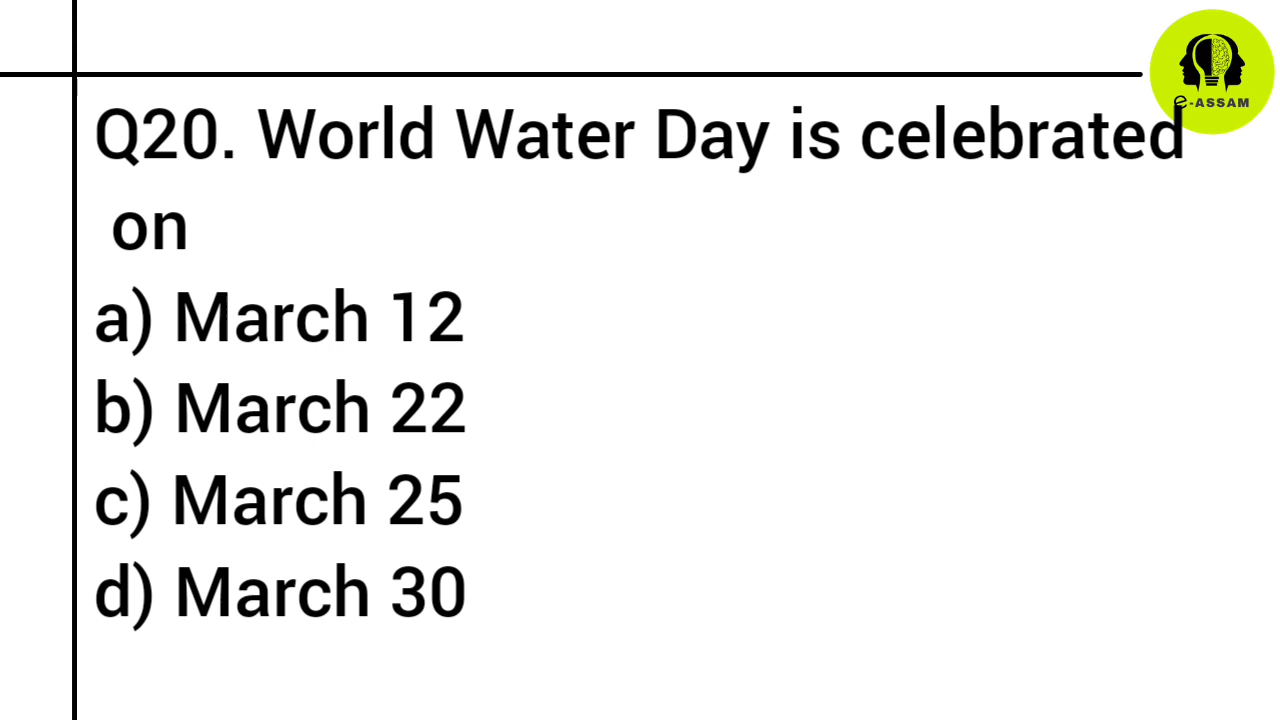 e-ASSAM
Q20. World Water Day is celebrated
on
a) March 12
b) March 22
c) March 25
d) March 30